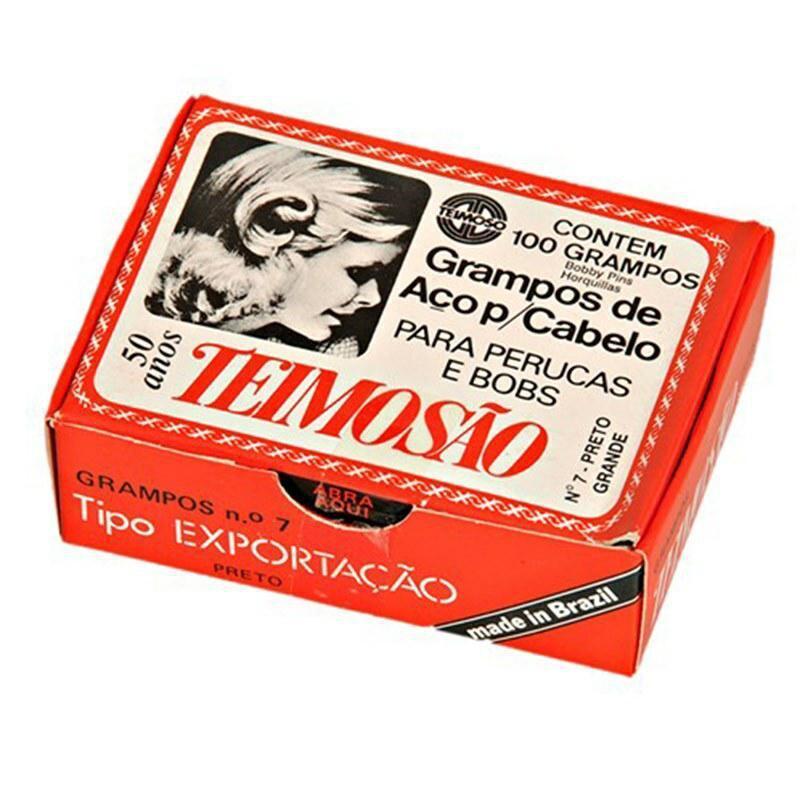 TEIMOSO
CONTEM
100 GRAMPOS
Bobby Pins
Horquillas
Grampos de
Aço p/Cabelo
PARA PERUCAS
E BOBS
50
anos
TEIMOSÃO
Nº 7 - PRETO
GRANDE
ABRA
AQUI
GRAMPOS n.º 7
Tipo EXPORTAÇÃO
PRETO
made in Brazil